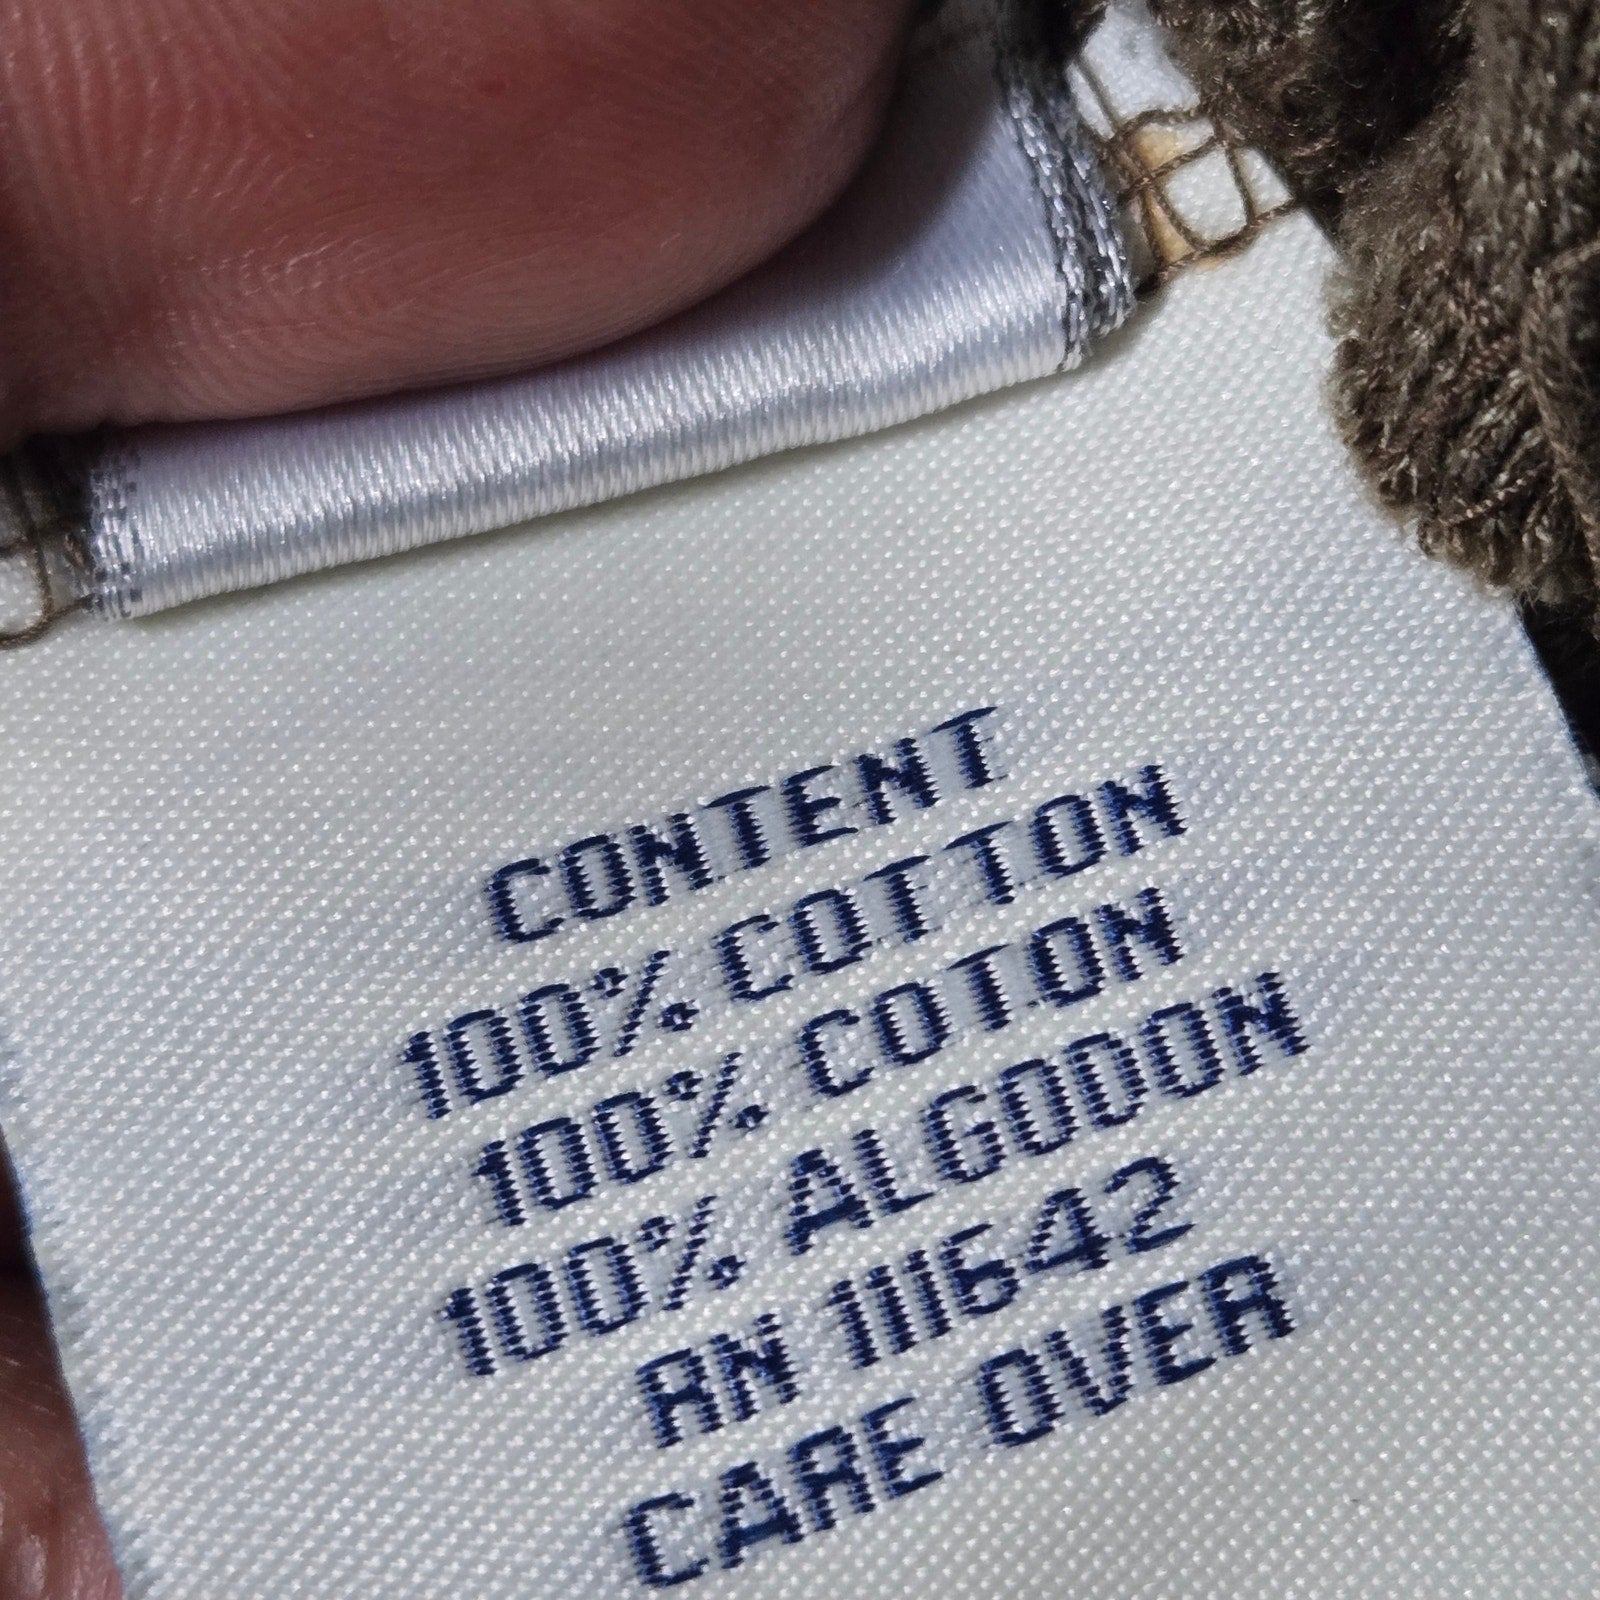 CONTENT
100% COTTON
100% COTON
100% ALGODON
RN 111642
CARE OVER